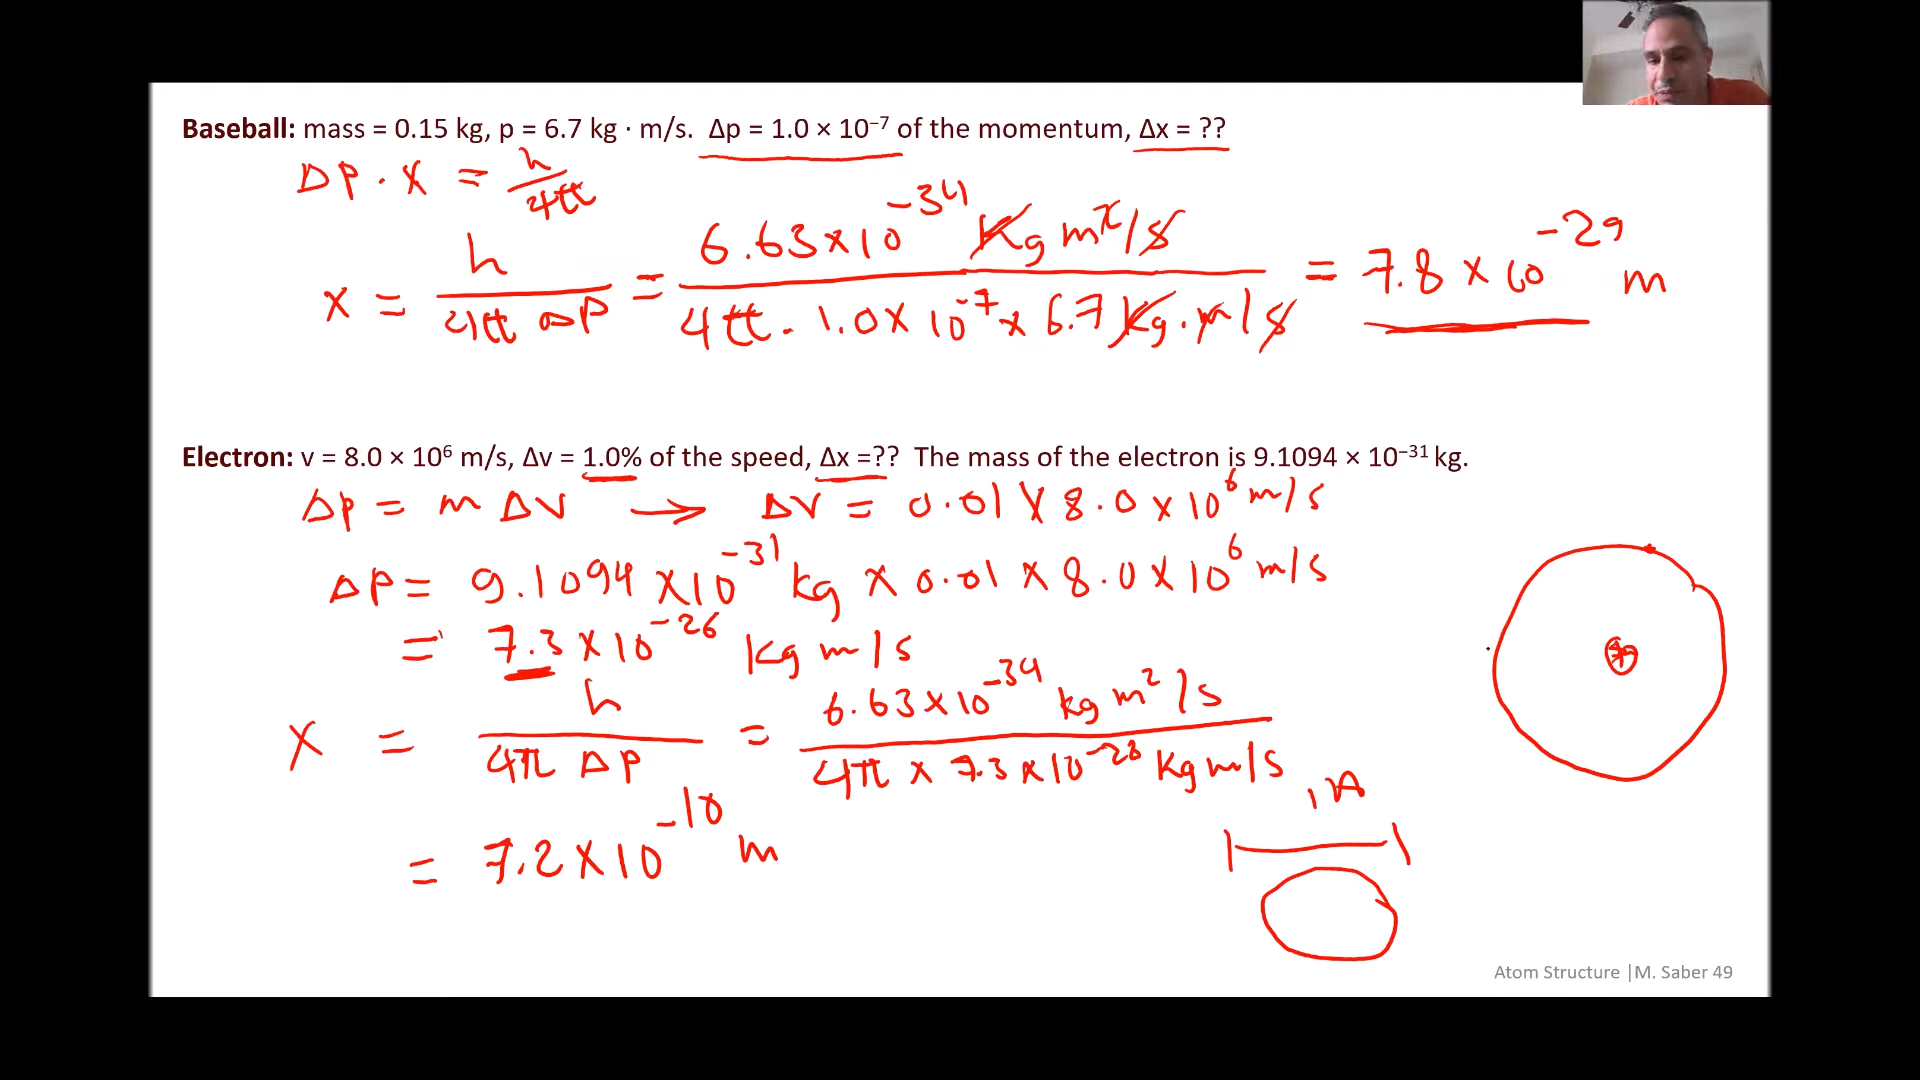 Baseball: mass = 0.15 kg, p = 6.7 kg · m/s. Δp = 1.0 × 10⁻⁷ of the momentum, Δx = ??
Δp · x = h/4π
x = h / 4π Δp = 6.63 × 10⁻³⁴ Kg m²/s / 4π · 1.0 × 10⁻⁷ × 6.7 Kg · m/s = 7.8 × 10⁻²⁹ m
Electron: v = 8.0 × 10⁶ m/s, Δv = 1.0% of the speed, Δx =?? The mass of the electron is 9.1094 × 10⁻³¹ kg.
Δp = m Δv → Δv = 0.01 × 8.0 × 10⁶ m/s
Δp = 9.1094 × 10⁻³¹ kg × 0.01 × 8.0 × 10⁶ m/s
= 7.3 × 10⁻²⁶ kg m/s
x = h / 4π Δp = 6.63 × 10⁻³⁴ kg m²/s / 4π × 7.3 × 10⁻²⁶ kg m/s
1 A
= 7.2 × 10⁻¹⁰ m
Atom Structure |M. Saber 49